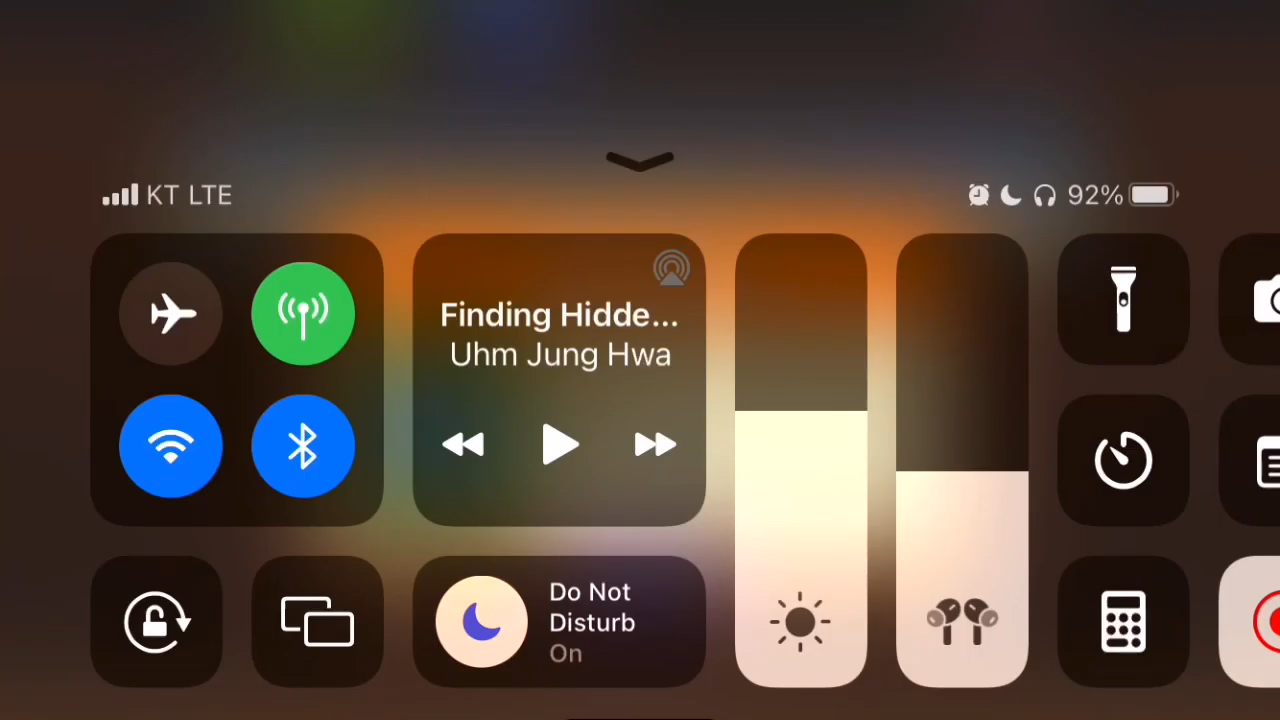 KT LTE
92%
Finding Hidde...
Uhm Jung Hwa
Do Not
Disturb
On